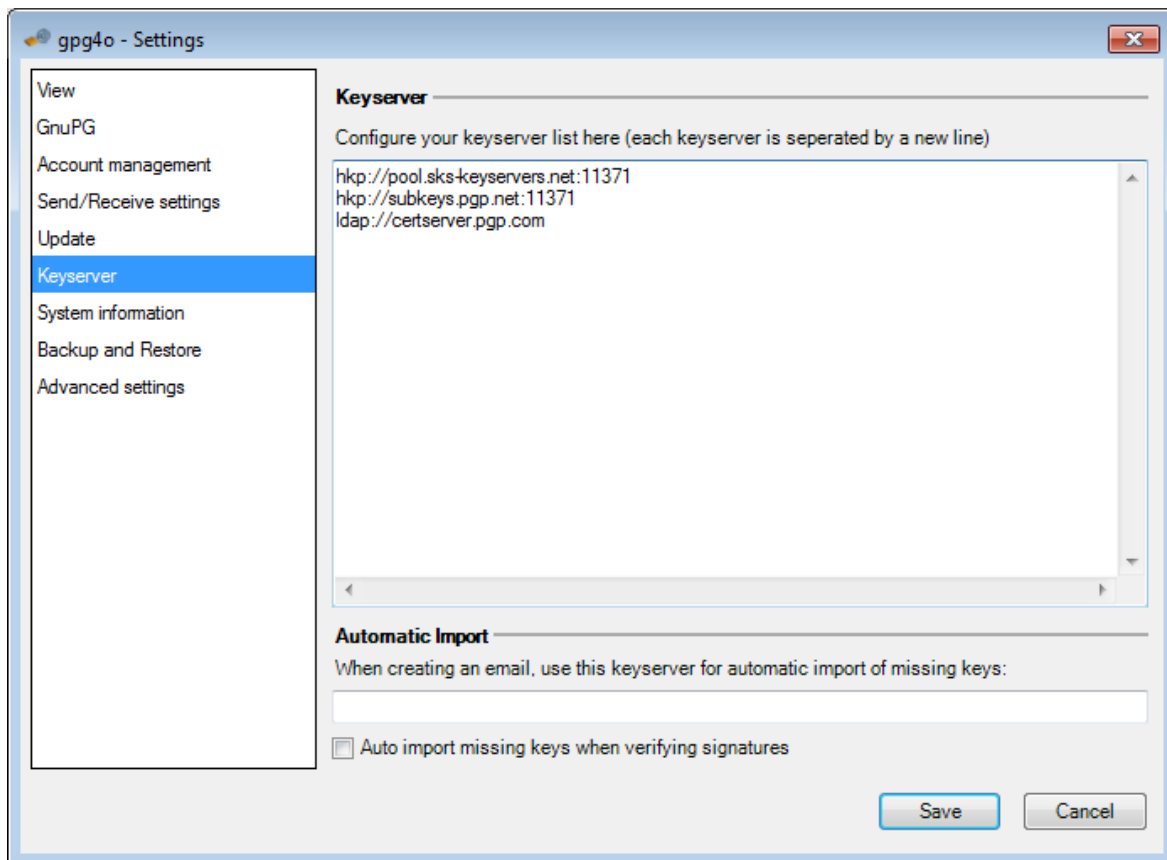 gpg4o - Settings
View
GnuPG
Account management
Send/Receive settings
Update
Keyserver
System information
Backup and Restore
Advanced settings
Keyserver
Configure your keyserver list here (each keyserver is seperated by a new line)
hkp://pool.sks-keyservers.net:11371
hkp://subkeys.pgp.net:11371
ldap://certserver.pgp.com
Automatic Import
When creating an email, use this keyserver for automatic import of missing keys:
Auto import missing keys when verifying signatures
Save
Cancel